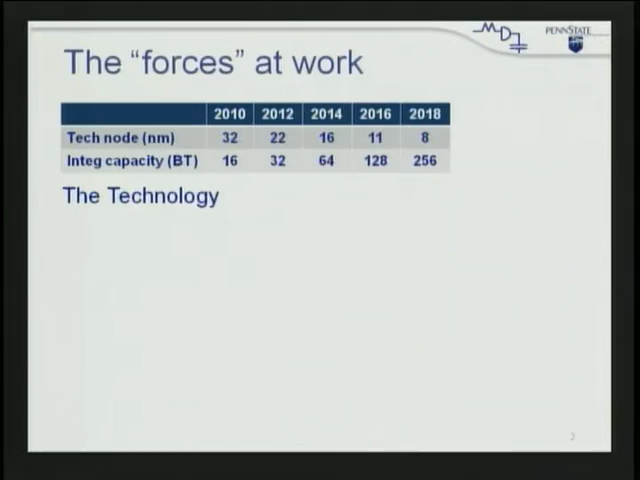 PENNSTATE
The “forces” at work
2010 2012 2014 2016 2018
Tech node (nm) 32 22 16 11 8
Integ capacity (BT) 16 32 64 128 256
The Technology
2